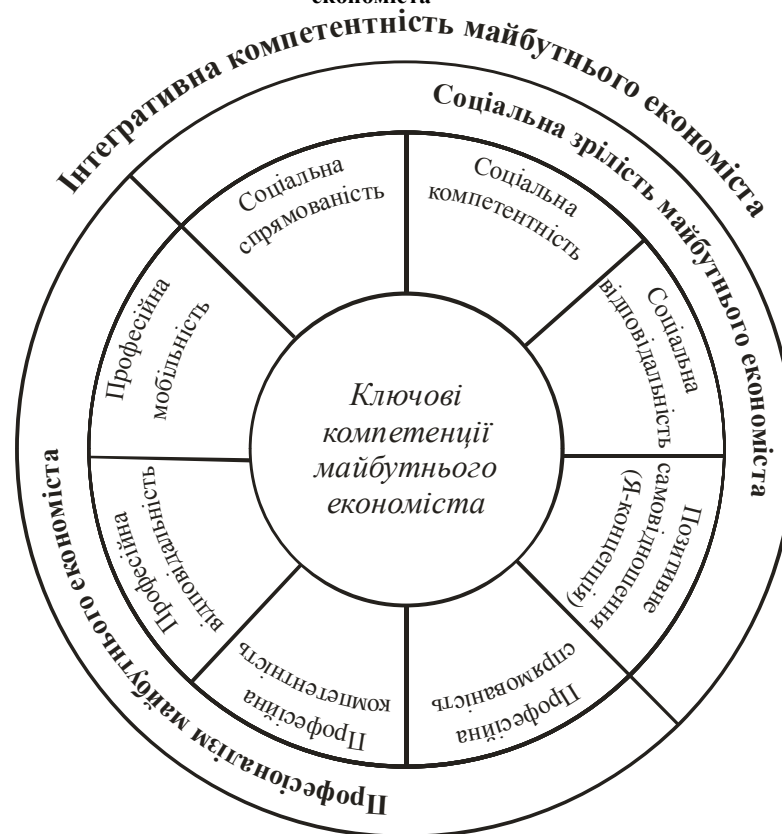 економіста
Інтегративна компетентність майбутнього економіста
Соціальна зрілість майбутнього економіста
Соціальна
спрямованість
Соціальна
компетентність
Соціальна
відповідальність
Позитивне
самовідношення
(Я-концепція)
Професійна
спрямованість
Професійна
компетентність
Професійна
відповідальність
Професійна
мобільність
Професіоналізм майбутнього економіста
Ключові
компетенції
майбутнього
економіста